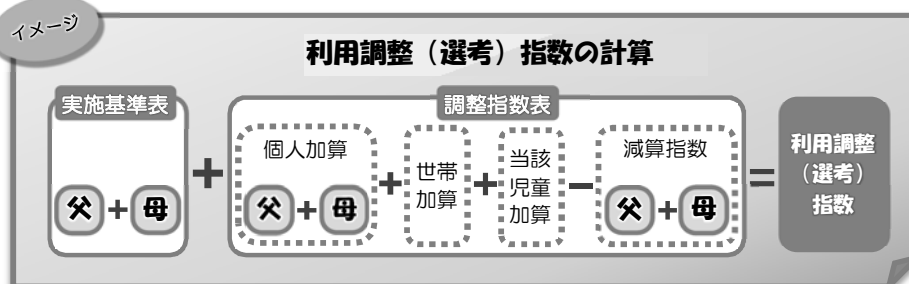 イメージ
利用調整（選考）指数の計算
実施基準表
父+母
+
調整指数表
個人加算
父+母
+
世帯
加算
+
当該
児童
加算
−
減算指数
父+母
=
利用調整
（選考）
指数